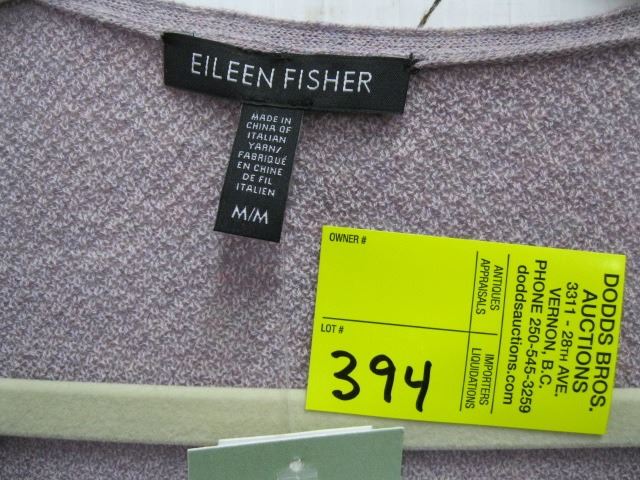 EILEEN FISHER
MADE IN
CHINA OF
ITALIAN
YARN/
FABRIQUÉ
EN CHINE
DE FIL
ITALIEN
M/M
OWNER #
LOT #
394
ANTIQUES
APPRAISALS
IMPORTERS
LIQUIDATIONS
DODDS BROS.
AUCTIONS
3311 - 28TH AVE.
VERNON, B.C.
PHONE 250-545-3259
doddsauctions.com